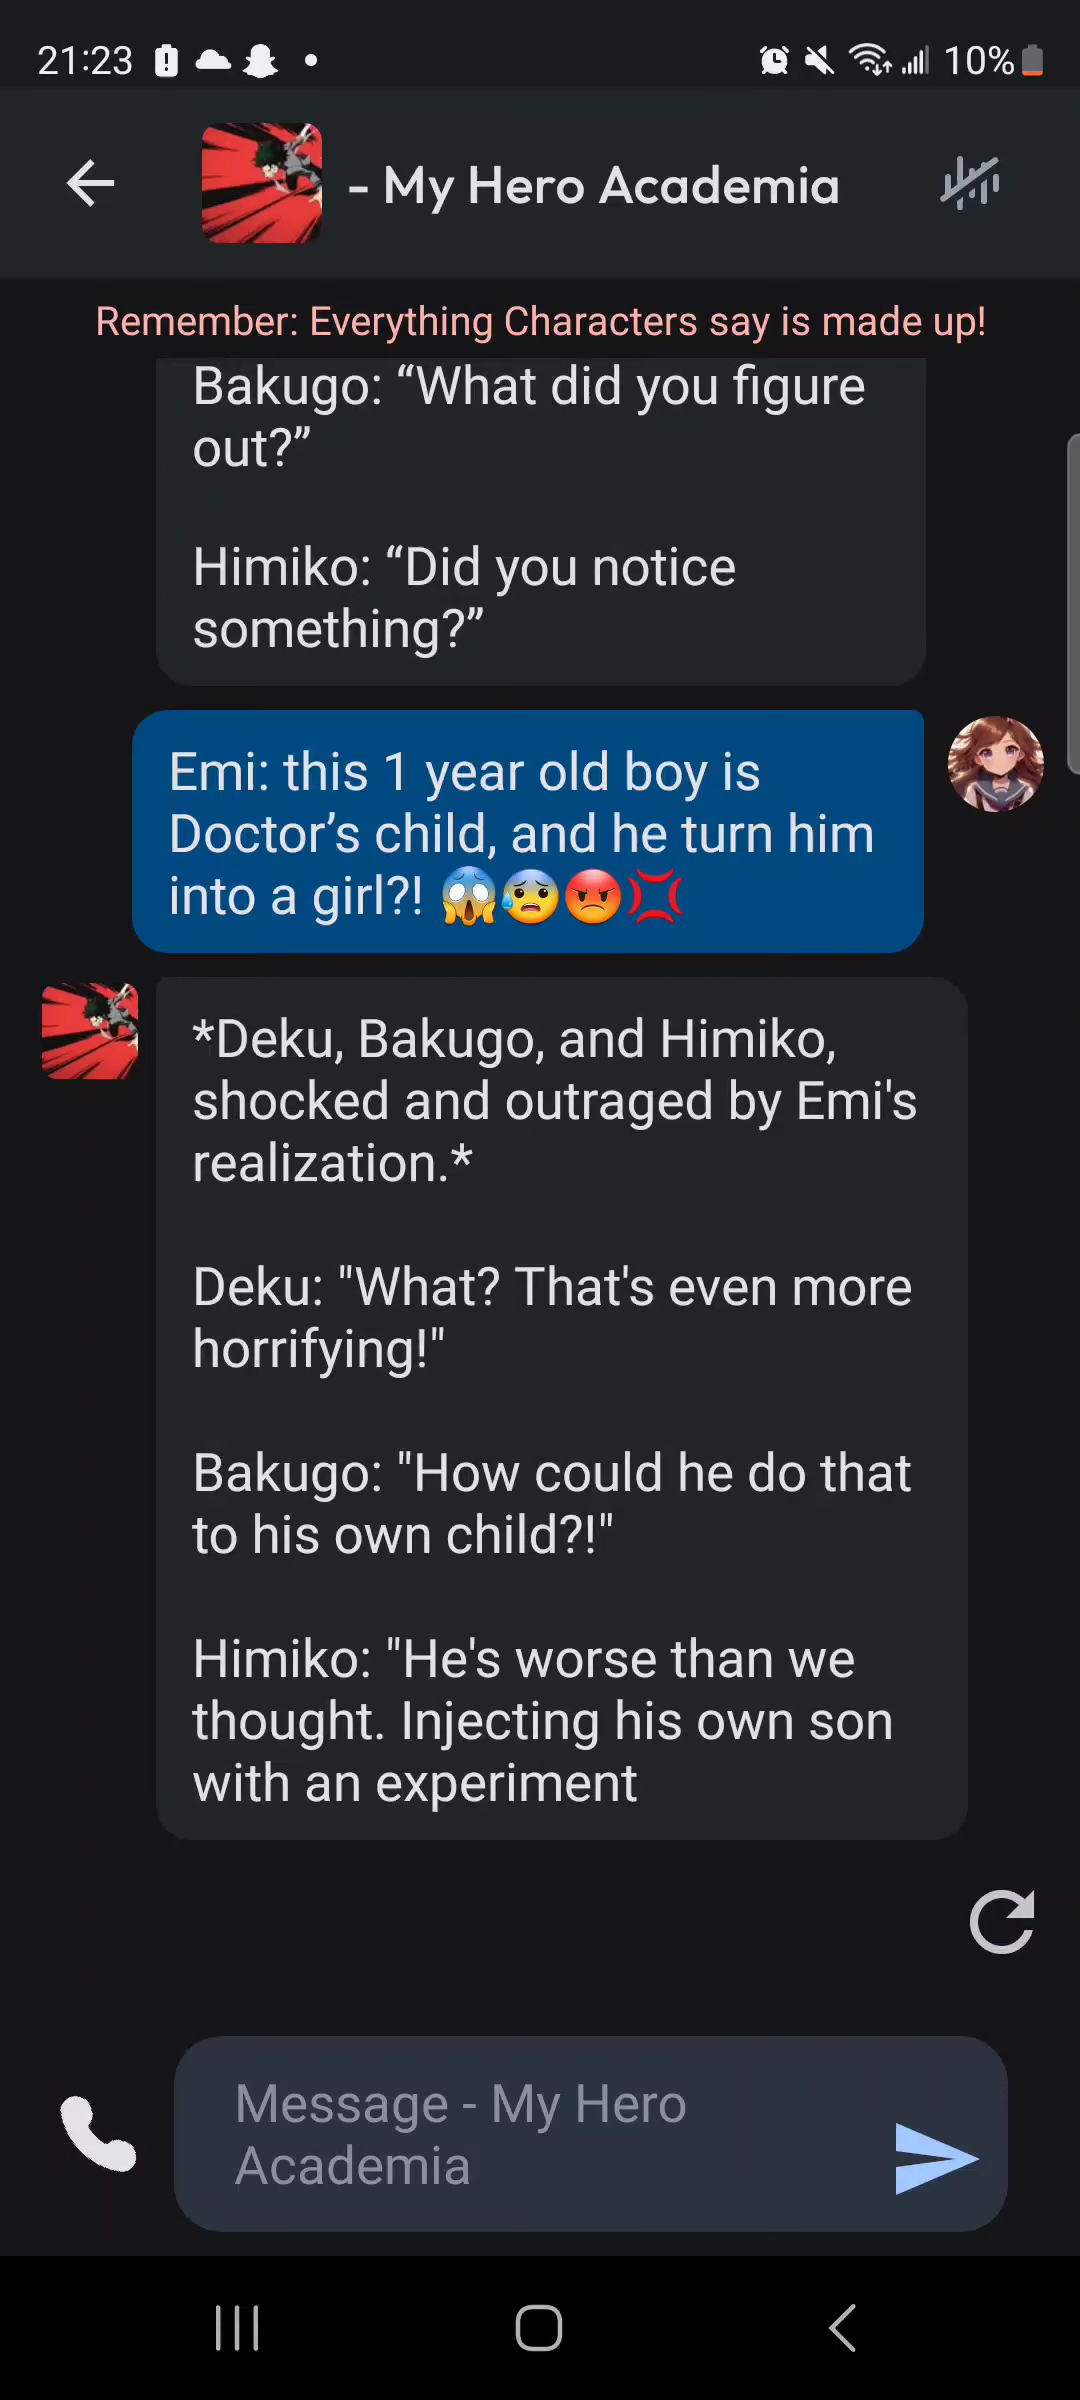 21:23
10%
- My Hero Academia
Remember: Everything Characters say is made up!
Bakugo: “What did you figure
out?”
Himiko: “Did you notice
something?”
Emi: this 1 year old boy is
Doctor’s child, and he turn him
into a girl?! 😱😰😡💢
*Deku, Bakugo, and Himiko,
shocked and outraged by Emi's
realization.*
Deku: "What? That's even more
horrifying!"
Bakugo: "How could he do that
to his own child?!"
Himiko: "He's worse than we
thought. Injecting his own son
with an experiment
Message - My Hero
Academia